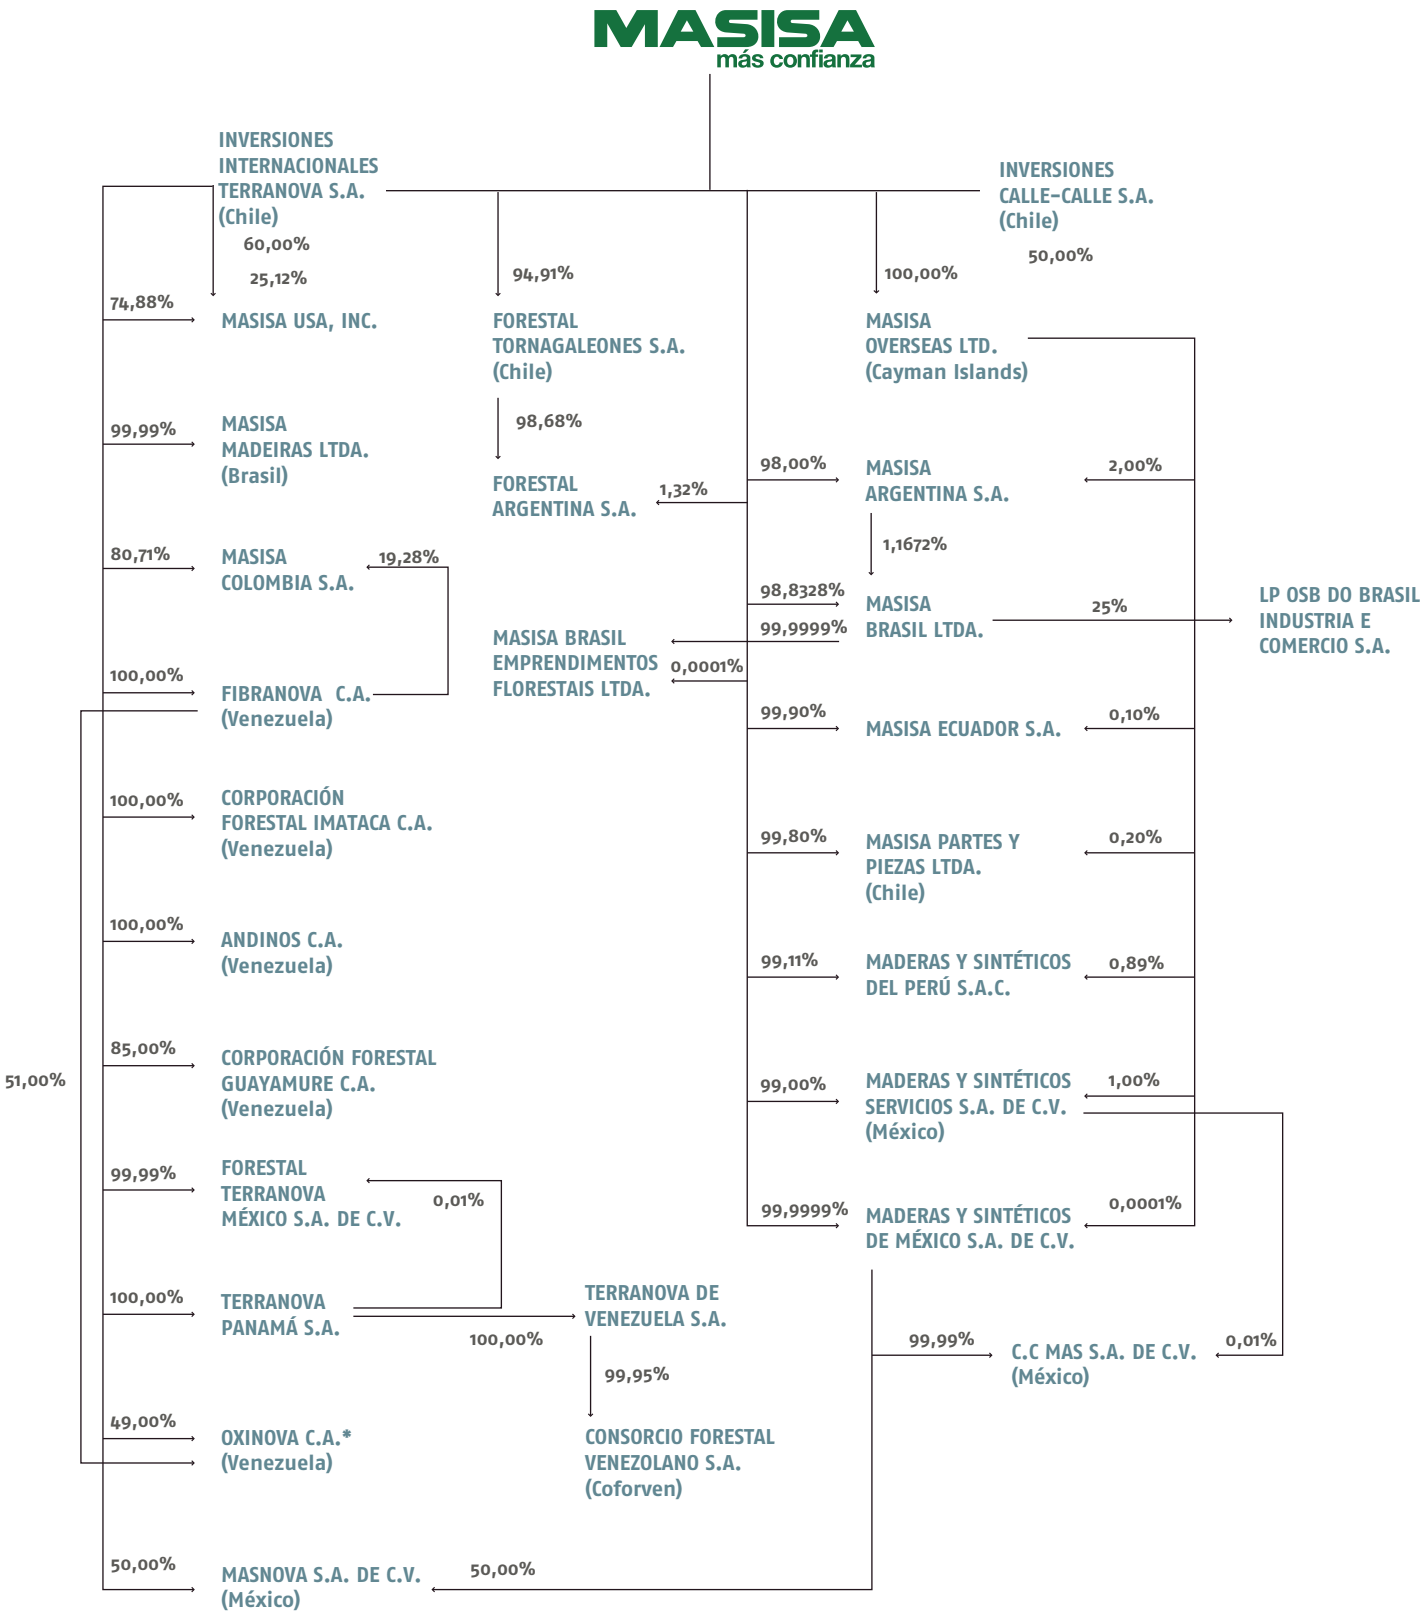 MASISA
más confianza
INVERSIONES
INTERNACIONALES
TERRANOVA S.A.
(Chile)
60,00%
25,12%
INVERSIONES
CALLE-CALLE S.A.
(Chile)
50,00%
94,91%
100,00%
74,88%
MASISA USA, INC.
FORESTAL
TORNAGALEONES S.A.
(Chile)
MASISA
OVERSEAS LTD.
(Cayman Islands)
98,68%
99,99%
MASISA
MADEIRAS LTDA.
(Brasil)
FORESTAL
ARGENTINA S.A.
1,32%
98,00%
MASISA
ARGENTINA S.A.
2,00%
1,1672%
80,71%
MASISA
COLOMBIA S.A.
19,28%
98,8328%
MASISA
BRASIL LTDA.
25%
LP OSB DO BRASIL
INDUSTRIA E
COMERCIO S.A.
99,9999%
MASISA BRASIL
EMPRENDIMENTOS
FLORESTAIS LTDA.
0,0001%
100,00%
FIBRANOVA C.A.
(Venezuela)
99,90%
MASISA ECUADOR S.A.
0,10%
100,00%
CORPORACIÓN
FORESTAL IMATACA C.A.
(Venezuela)
99,80%
MASISA PARTES Y
PIEZAS LTDA.
(Chile)
0,20%
100,00%
ANDINOS C.A.
(Venezuela)
99,11%
MADERAS Y SINTÉTICOS
DEL PERÚ S.A.C.
0,89%
85,00%
CORPORACIÓN FORESTAL
GUAYAMURE C.A.
(Venezuela)
51,00%
99,00%
MADERAS Y SINTÉTICOS
SERVICIOS S.A. DE C.V.
(México)
1,00%
99,99%
FORESTAL
TERRANOVA
MÉXICO S.A. DE C.V.
0,01%
99,9999%
MADERAS Y SINTÉTICOS
DE MÉXICO S.A. DE C.V.
0,0001%
100,00%
TERRANOVA
PANAMÁ S.A.
100,00%
TERRANOVA DE
VENEZUELA S.A.
99,99%
C.C MAS S.A. DE C.V.
(México)
0,01%
99,95%
49,00%
OXINOVA C.A.*
(Venezuela)
CONSORCIO FORESTAL
VENEZOLANO S.A.
(Coforven)
50,00%
MASNOVA S.A. DE C.V.
(México)
50,00%